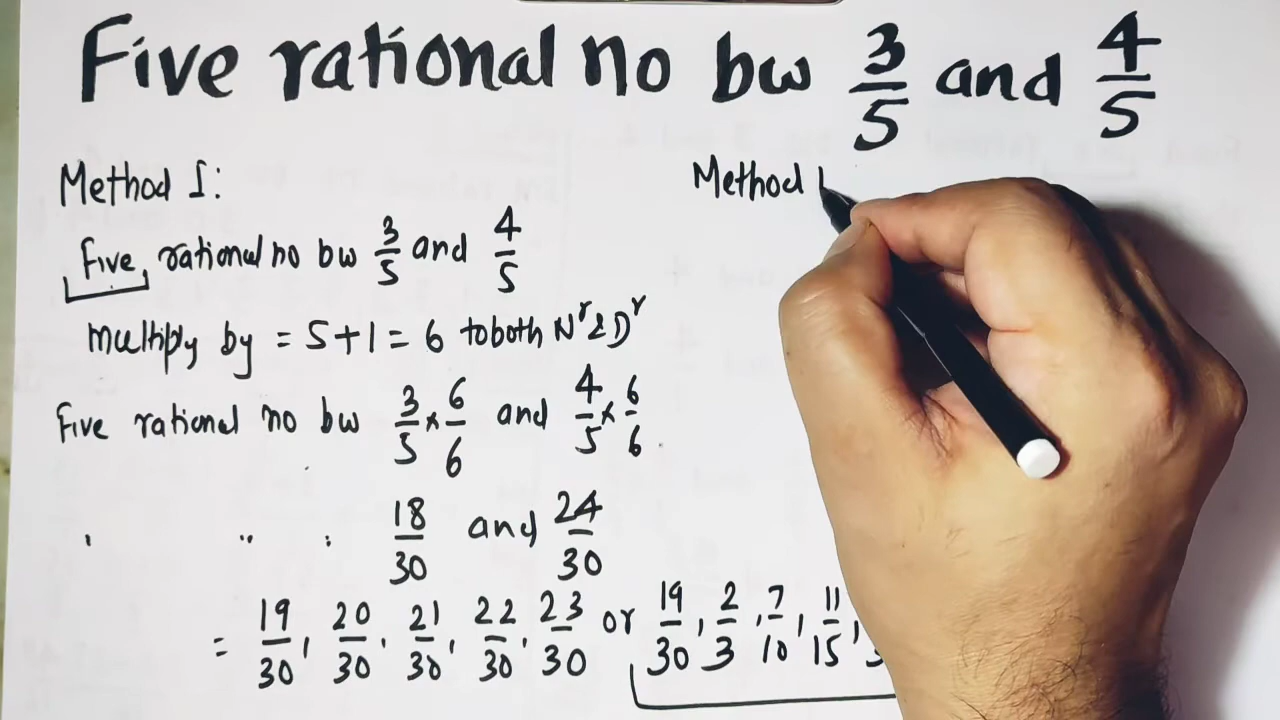 Five rational no bw 3/5 and 4/5
Method I:
Five rational no bw 3/5 and 4/5
multiply by = 5+1 = 6 to both Nʳ & Dʳ
Five rational no bw 3/5 × 6/6 and 4/5 × 6/6
" " : 18/30 and 24/30
= 19/30, 20/30, 21/30, 22/30, 23/30 or 19/30, 2/3, 7/10, 11/15,
Method